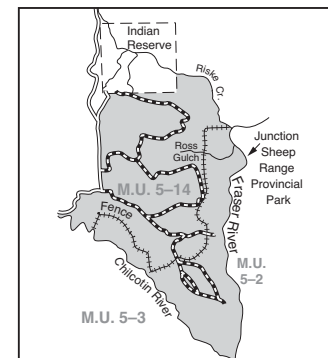 Indian
Reserve
Riske Cr.
Ross
Gulch
Junction
Sheep
Range
Provincial
Park
M.U. 5–14
Fence
Fraser River
Chilcotin River
M.U.
5–2
M.U. 5–3